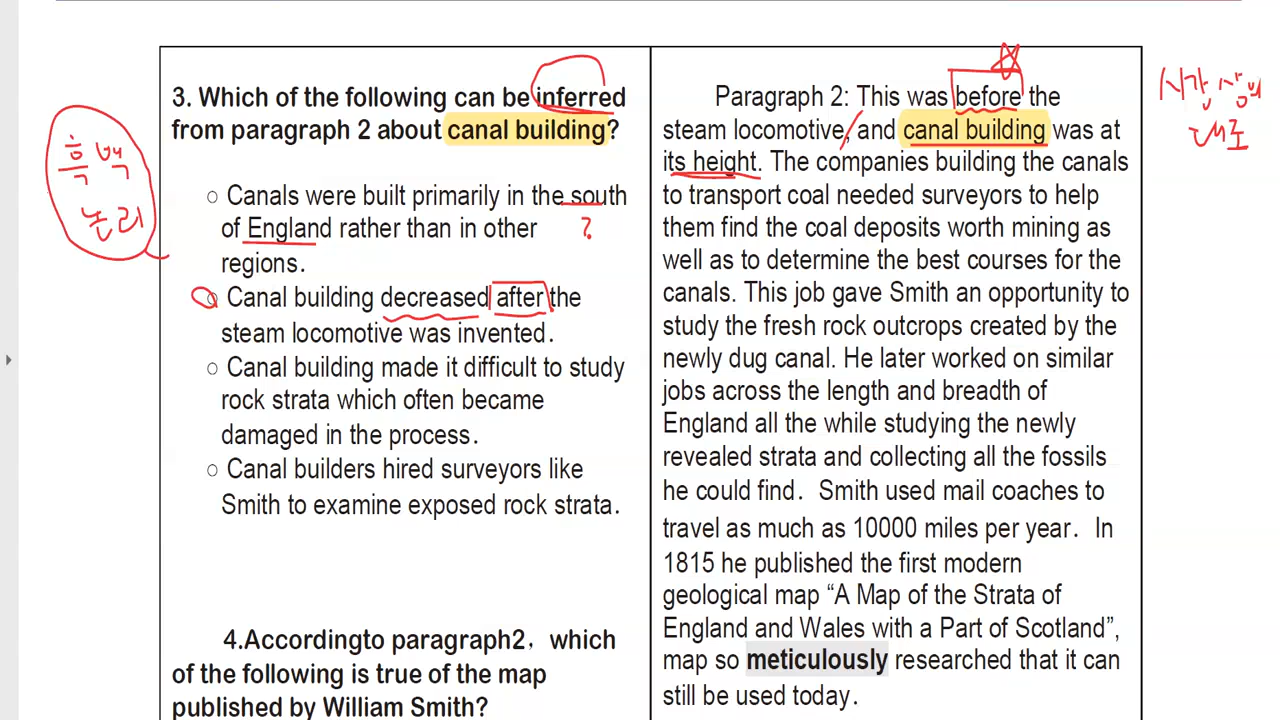 3. Which of the following can be inferred
from paragraph 2 about canal building?
○ Canals were built primarily in the south
of England rather than in other
regions.
○ Canal building decreased after the
steam locomotive was invented.
○ Canal building made it difficult to study
rock strata which often became
damaged in the process.
○ Canal builders hired surveyors like
Smith to examine exposed rock strata.
4.Accordingto paragraph2, which
of the following is true of the map
published by William Smith?
흑백
논리
?
Paragraph 2: This was before the
steam locomotive, and canal building was at
its height. The companies building the canals
to transport coal needed surveyors to help
them find the coal deposits worth mining as
well as to determine the best courses for the
canals. This job gave Smith an opportunity to
study the fresh rock outcrops created by the
newly dug canal. He later worked on similar
jobs across the length and breadth of
England all the while studying the newly
revealed strata and collecting all the fossils
he could find. Smith used mail coaches to
travel as much as 10000 miles per year. In
1815 he published the first modern
geological map “A Map of the Strata of
England and Wales with a Part of Scotland”,
map so meticulously researched that it can
still be used today.
대조